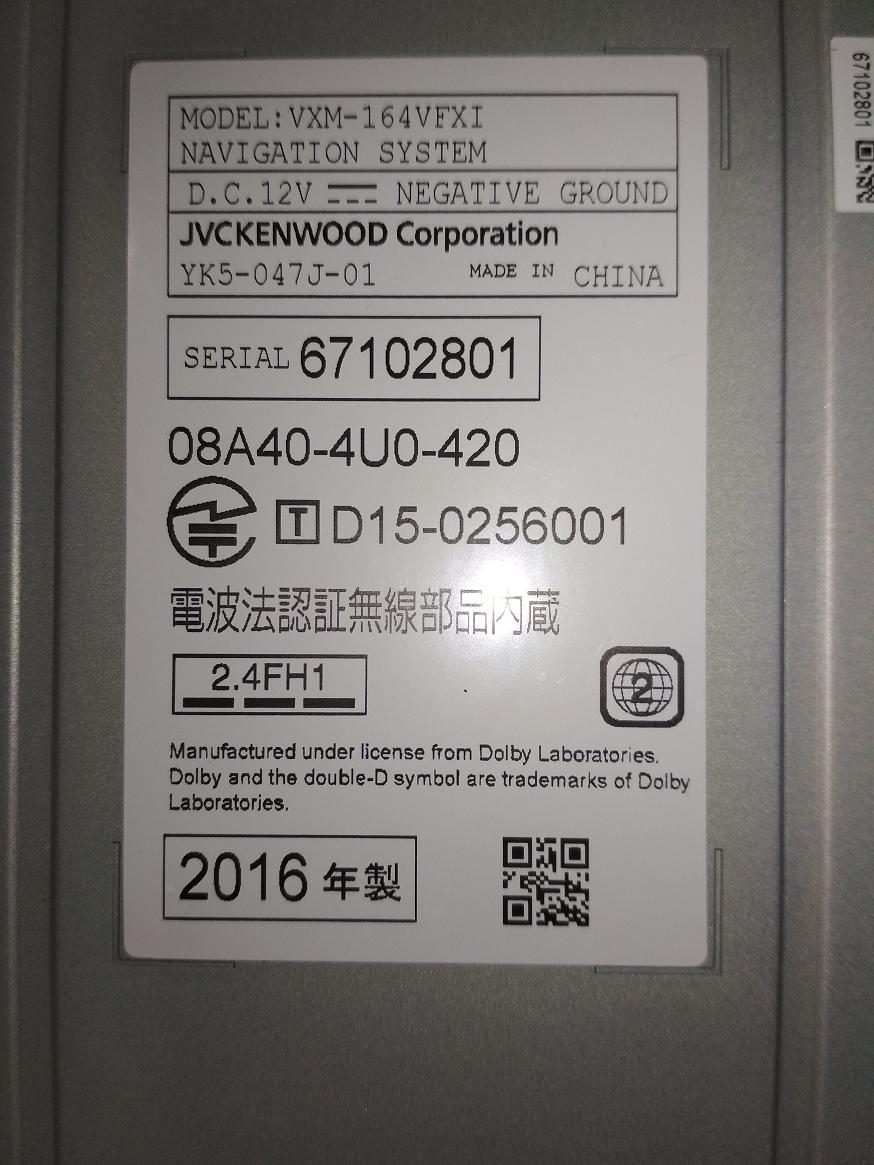 MODEL:VXM-164VFXI
NAVIGATION SYSTEM
D.C.12V NEGATIVE GROUND
JVCKENWOOD Corporation
YK5-047J-01 MADE IN CHINA
SERIAL 67102801
08A40-4U0-420
T D15-0256001
電波法認証無線部品内蔵
2.4FH1
2
Manufactured under license from Dolby Laboratories.
Dolby and the double-D symbol are trademarks of Dolby
Laboratories.
2016 年製
67102801